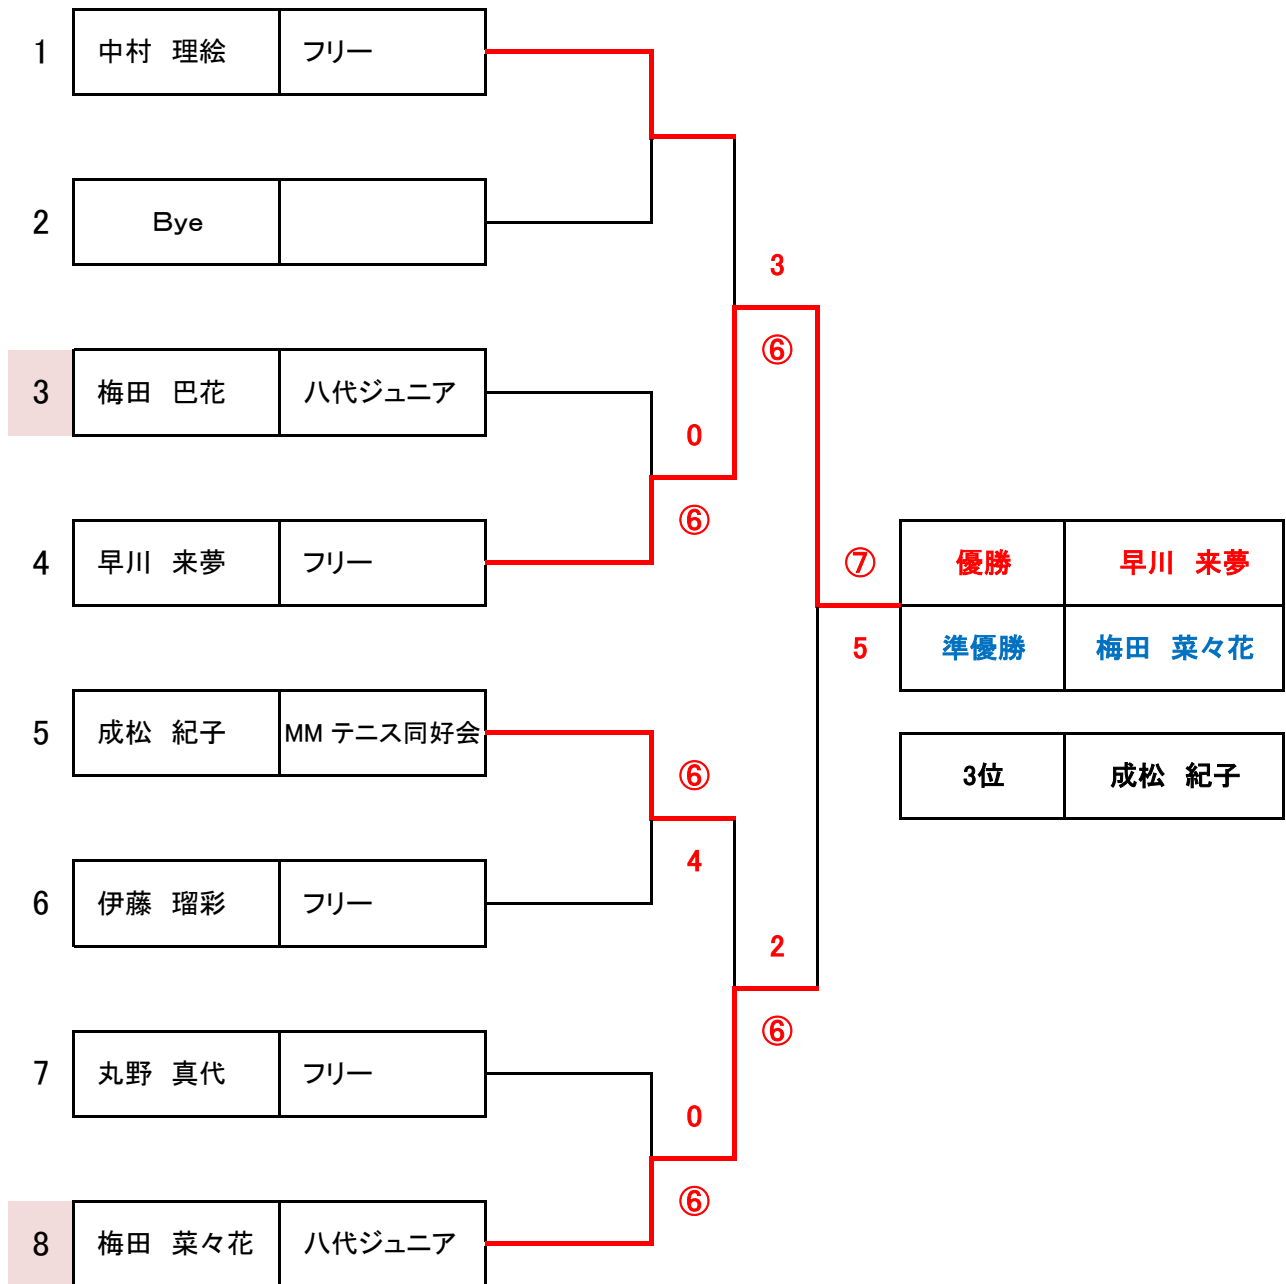 1 中村 理絵 フリー
2 Bye
3
⑥
3 梅田 巴花 八代ジュニア
0
⑥
4 早川 来夢 フリー
⑦ 優勝 早川 来夢
5 準優勝 梅田 菜々花
5 成松 紀子 MM テニス同好会
⑥ 3位 成松 紀子
4
6 伊藤 瑠彩 フリー
2
⑥
7 丸野 真代 フリー
0
⑥
8 梅田 菜々花 八代ジュニア